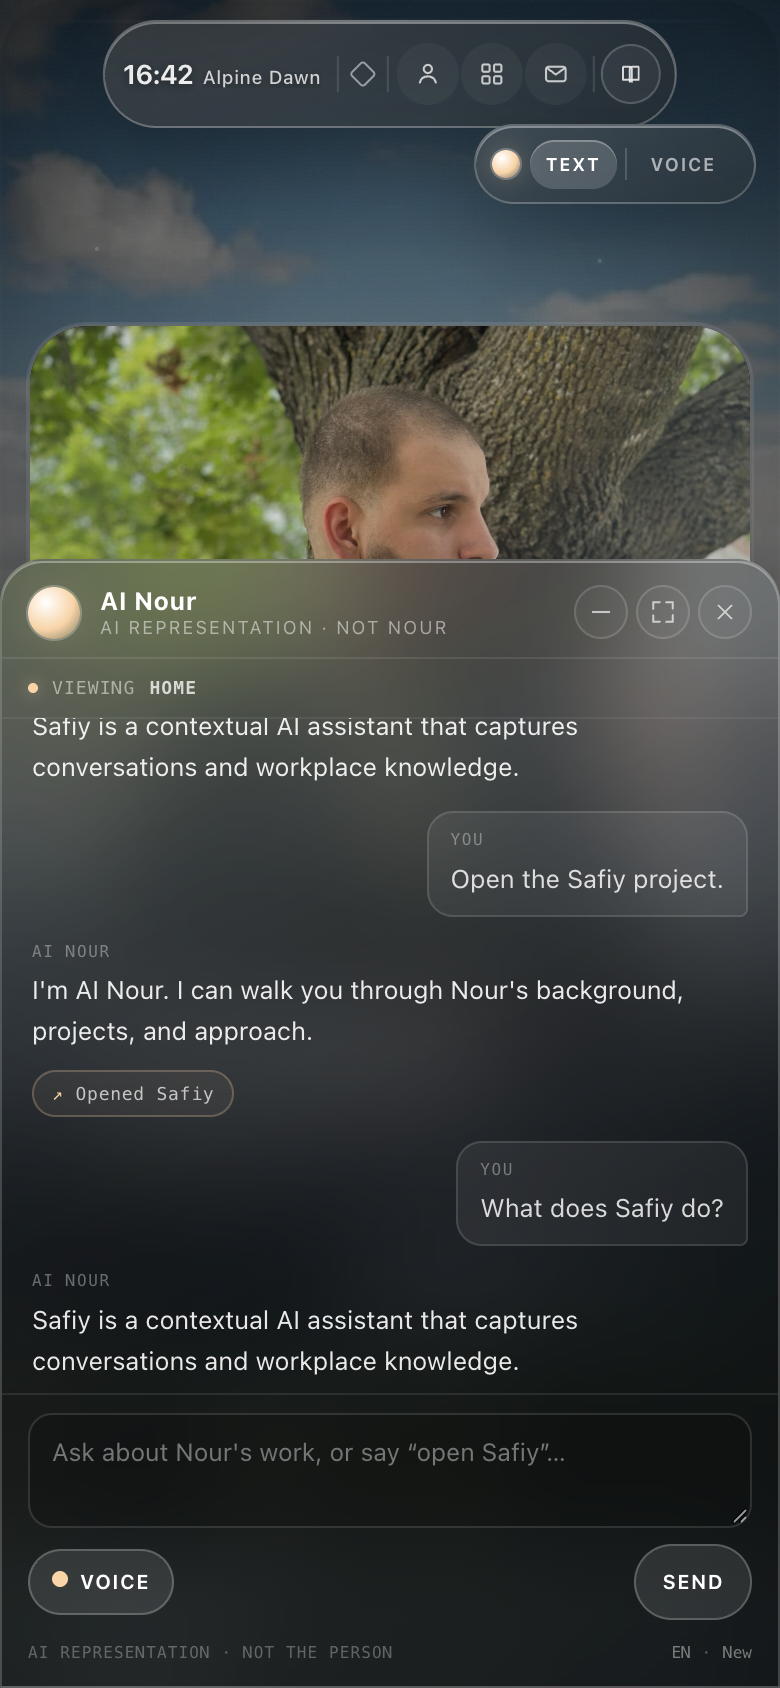 16:42 Alpine Dawn
TEXT VOICE
AI Nour
AI REPRESENTATION · NOT NOUR
VIEWING HOME
Safiy is a contextual AI assistant that captures
conversations and workplace knowledge.
YOU
Open the Safiy project.
AI NOUR
I'm AI Nour. I can walk you through Nour's background,
projects, and approach.
↗ Opened Safiy
YOU
What does Safiy do?
AI NOUR
Safiy is a contextual AI assistant that captures
conversations and workplace knowledge.
Ask about Nour's work, or say “open Safiy”…
VOICE SEND
AI REPRESENTATION · NOT THE PERSON EN · New